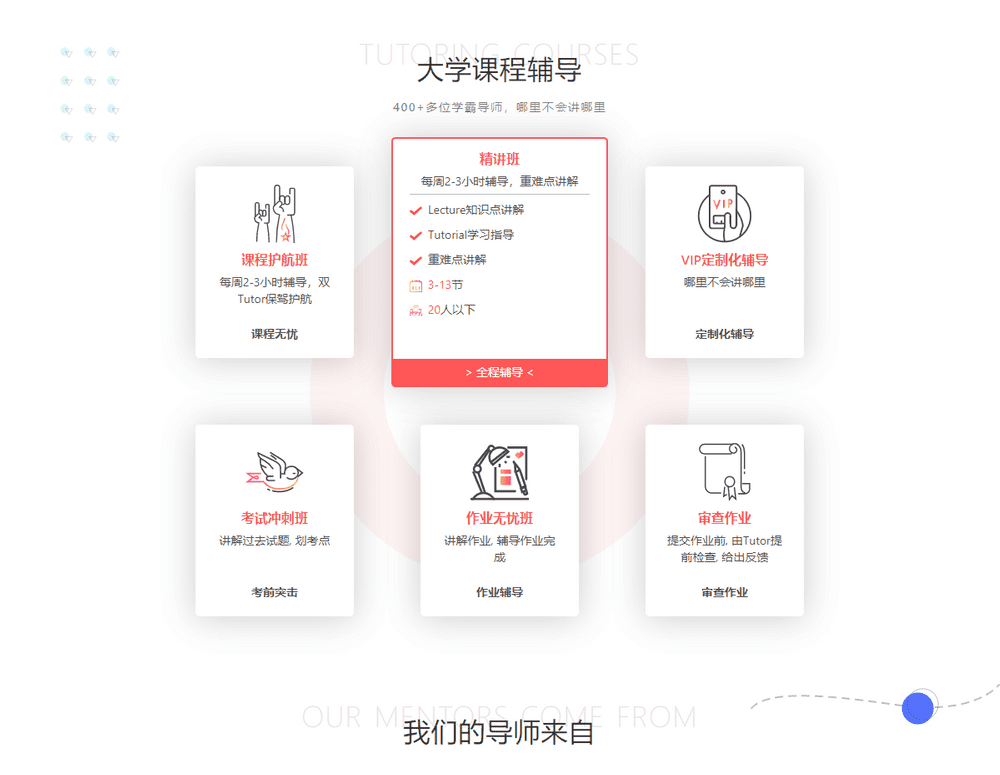 TUTORING COURSES
大学课程辅导
400+多位学霸导师，哪里不会讲哪里
课程护航班
每周2-3小时辅导，双
Tutor保驾护航
课程无忧
精讲班
每周2-3小时辅导，重难点讲解
Lecture知识点讲解
Tutorial学习指导
重难点讲解
3-13节
20人以下
> 全程辅导 <
VIP
VIP定制化辅导
哪里不会讲哪里
定制化辅导
考试冲刺班
讲解过去试题, 划考点
考前突击
作业无忧班
讲解作业, 辅导作业完
成
作业辅导
审查作业
提交作业前, 由Tutor提
前检查, 给出反馈
审查作业
OUR MENTORS COME FROM
我们的导师来自